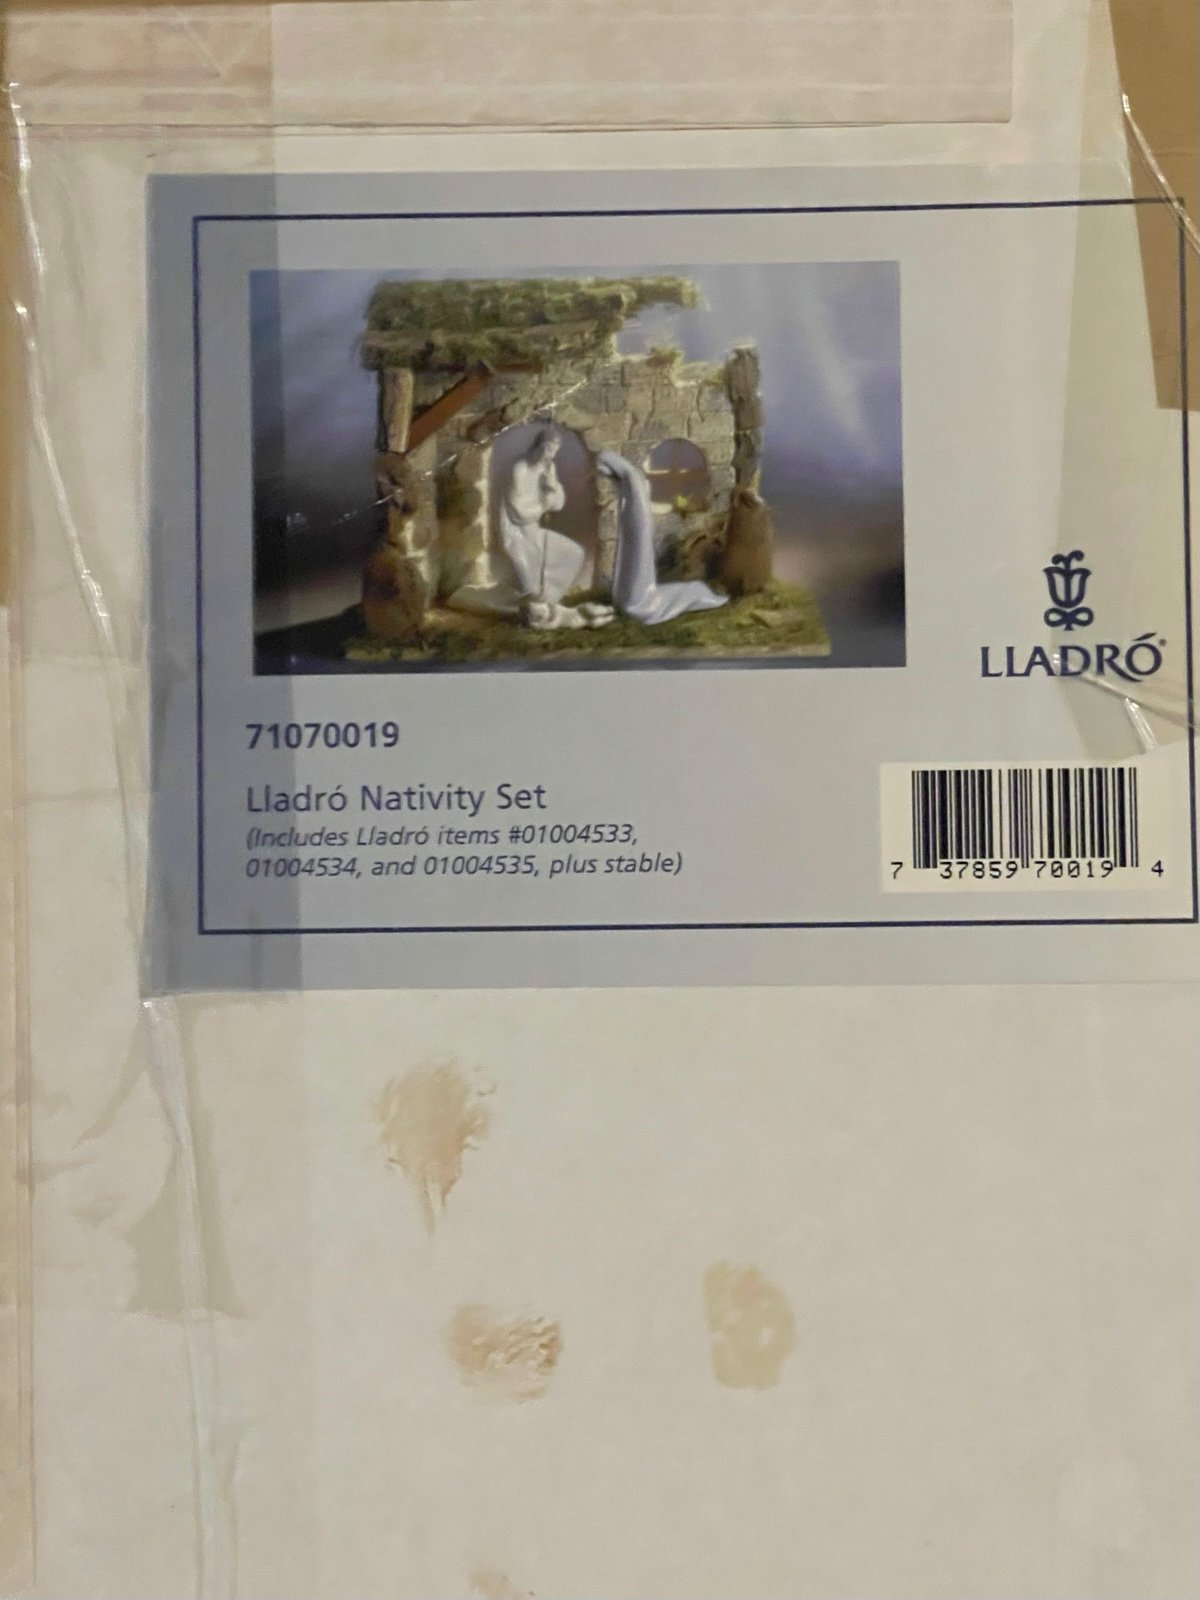 LLADRÓ®
71070019
Lladró Nativity Set
(Includes Lladró items #01004533,
01004534, and 01004535, plus stable)
7 37859 70019 4